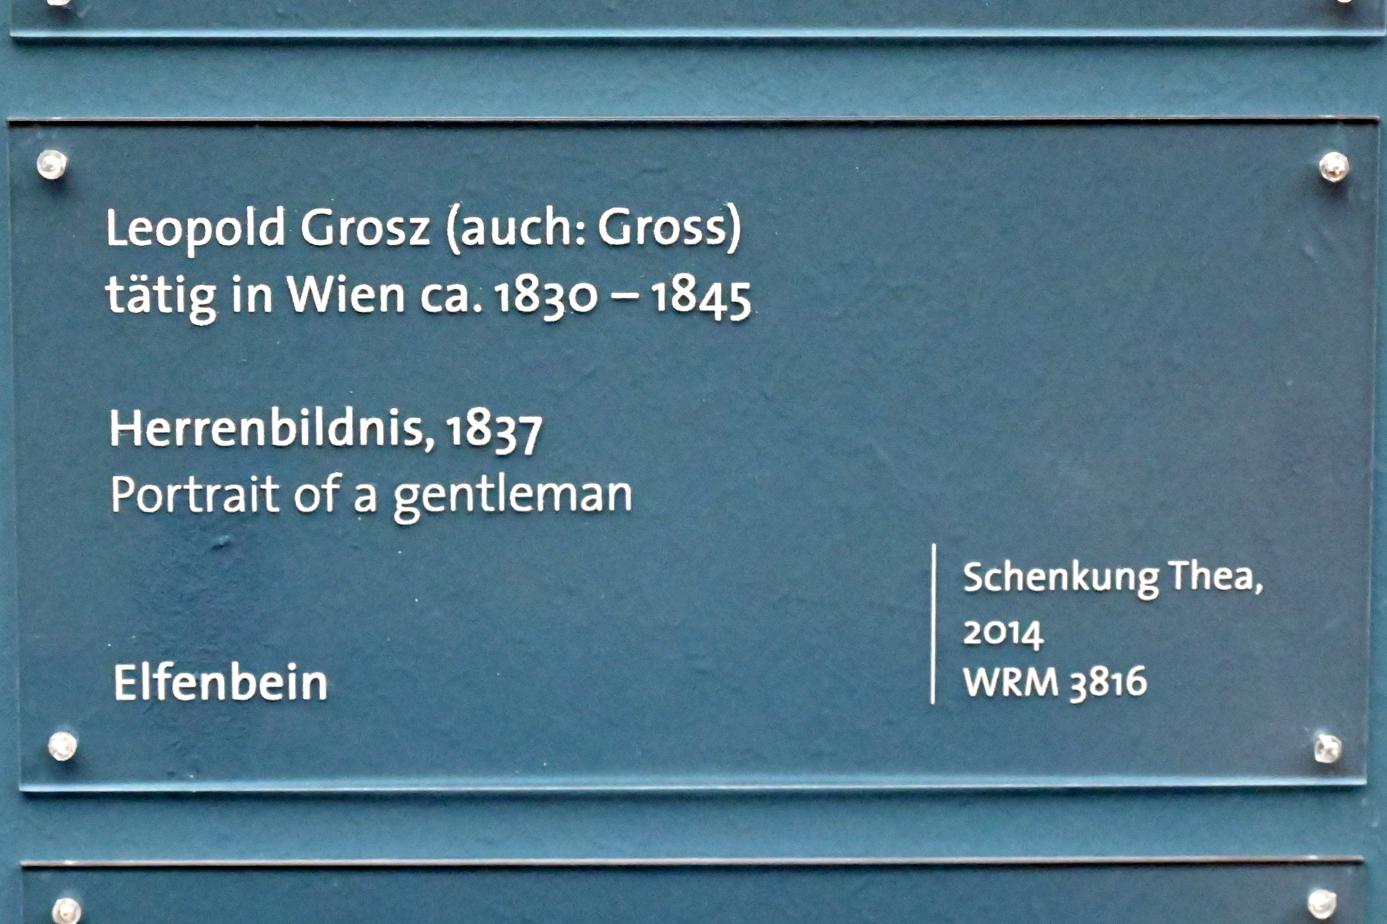 Leopold Grosz (auch: Gross)
tätig in Wien ca. 1830 – 1845
Herrenbildnis, 1837
Portrait of a gentleman
Elfenbein
Schenkung Thea,
2014
WRM 3816